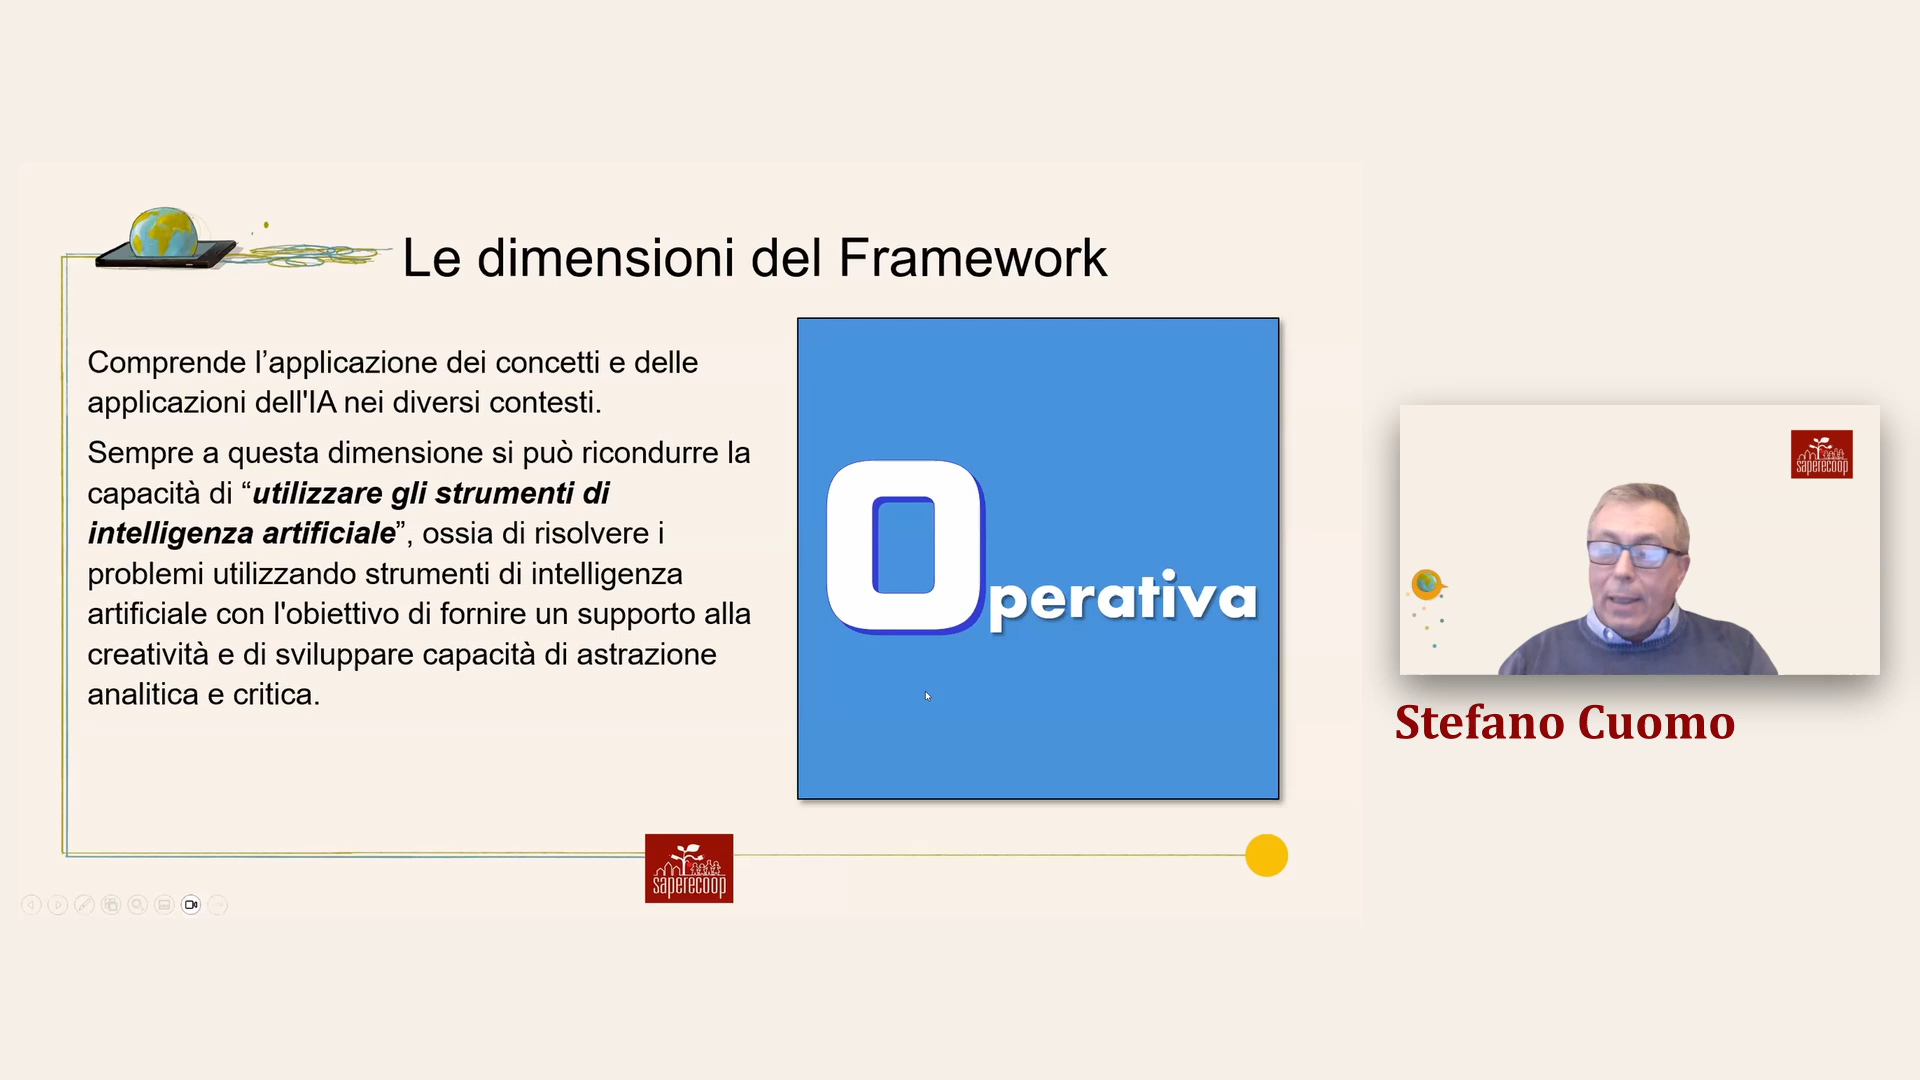 Le dimensioni del Framework
Comprende l’applicazione dei concetti e delle
applicazioni dell'IA nei diversi contesti.
Sempre a questa dimensione si può ricondurre la
capacità di “utilizzare gli strumenti di
intelligenza artificiale”, ossia di risolvere i
problemi utilizzando strumenti di intelligenza
artificiale con l'obiettivo di fornire un supporto alla
creatività e di sviluppare capacità di astrazione
analitica e critica.
Operativa
saperecoop
saperecoop
Stefano Cuomo